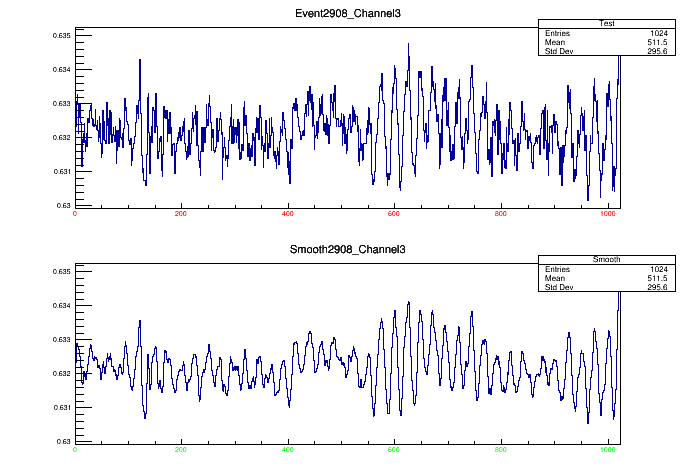 Event2908_Channel3
Test
Entries 1024
Mean 511.5
Std Dev 295.6
0.635
0.634
0.633
0.632
0.631
0.63
0 200 400 600 800 1000
Smooth2908_Channel3
Smooth
Entries 1024
Mean 511.5
Std Dev 295.6
0.635
0.634
0.633
0.632
0.631
0.63
0 200 400 600 800 1000